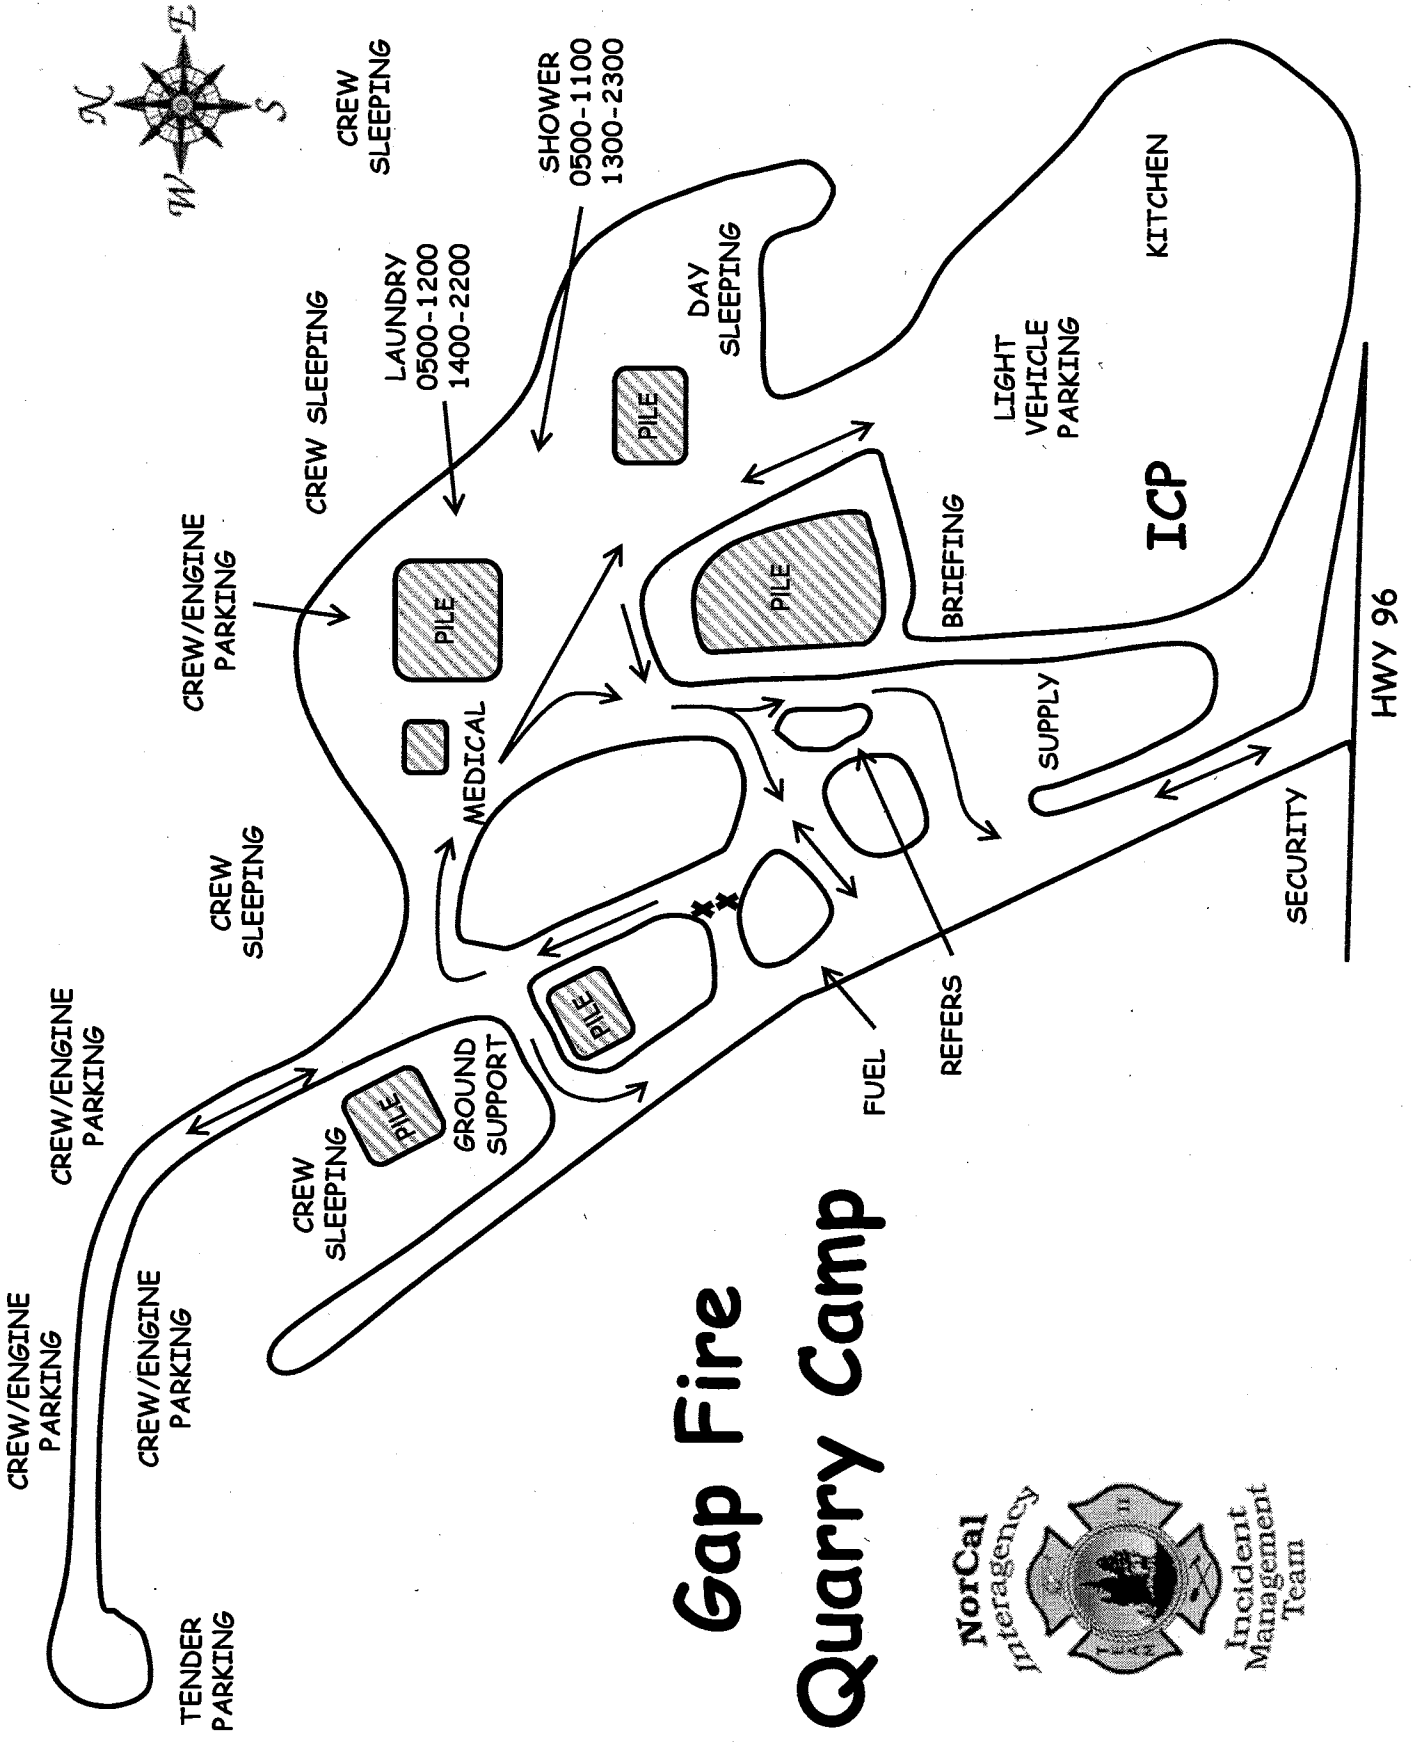 N
W
E
S
CREW/ENGINE
PARKING
CREW/ENGINE
PARKING
CREW/ENGINE
PARKING
TENDER
PARKING
CREW
SLEEPING
CREW/ENGINE
PARKING
CREW SLEEPING
CREW
SLEEPING
CREW
SLEEPING
PILE
GROUND
SUPPORT
MEDICAL
PILE
LAUNDRY
0500-1200
1400-2200
SHOWER
0500-1100
1300-2300
PILE
PILE
DAY
SLEEPING
PILE
Gap Fire
Quarry Camp
FUEL
REFERS
BRIEFING
SUPPLY
LIGHT
VEHICLE
PARKING
KITCHEN
ICP
SECURITY
HWY 96
NorCal
Interagency
TEAM
II
Incident
Management
Team